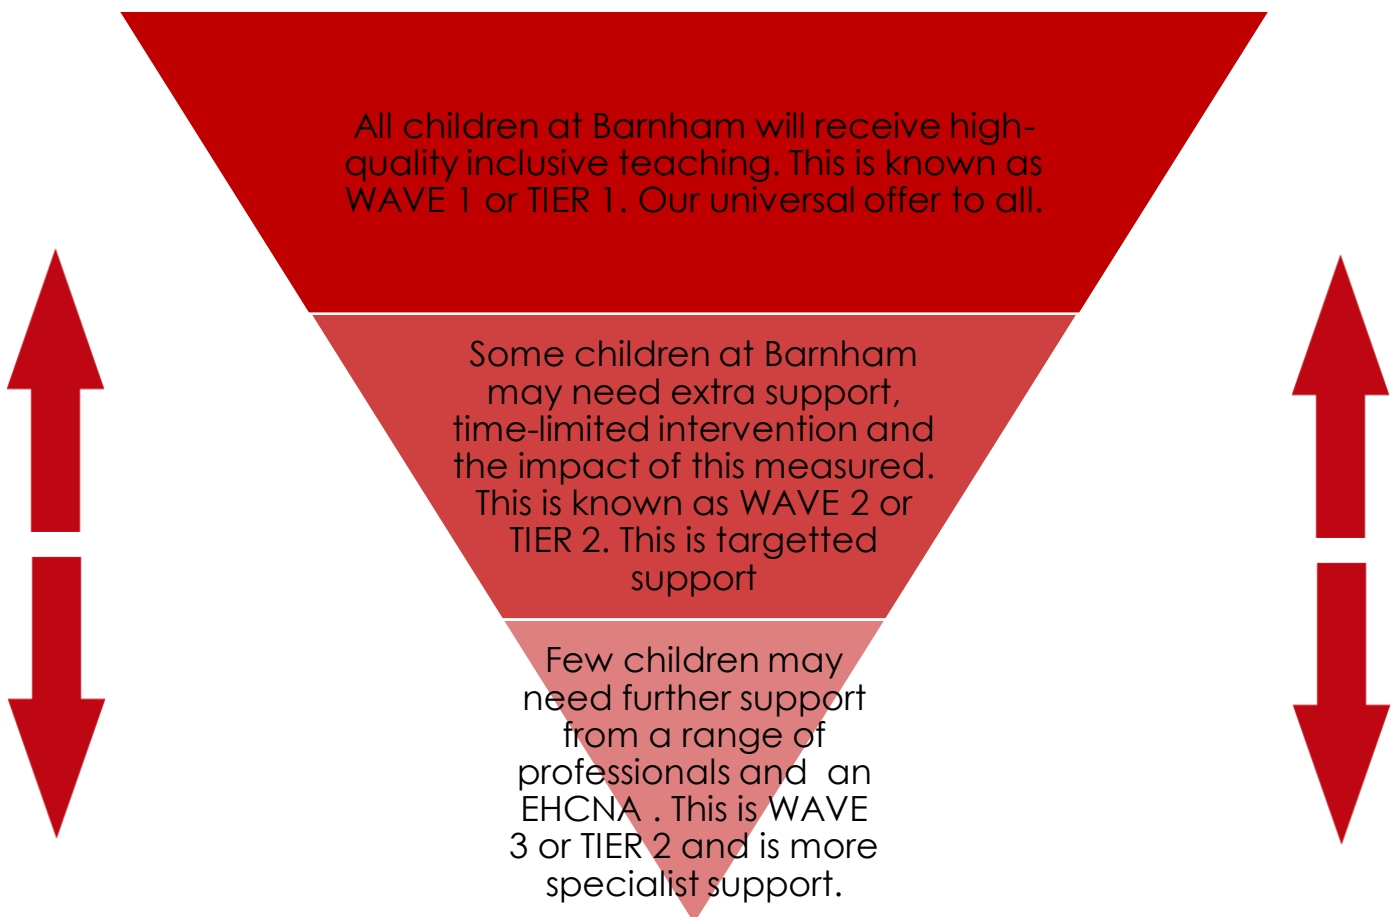 All children at Barnham will receive high-
quality inclusive teaching. This is known as
WAVE 1 or TIER 1. Our universal offer to all.
Some children at Barnham
may need extra support,
time-limited intervention and
the impact of this measured.
This is known as WAVE 2 or
TIER 2. This is targetted
support
Few children may
need further support
from a range of
professionals and  an
EHCNA . This is WAVE
3 or TIER 2 and is more
specialist support.